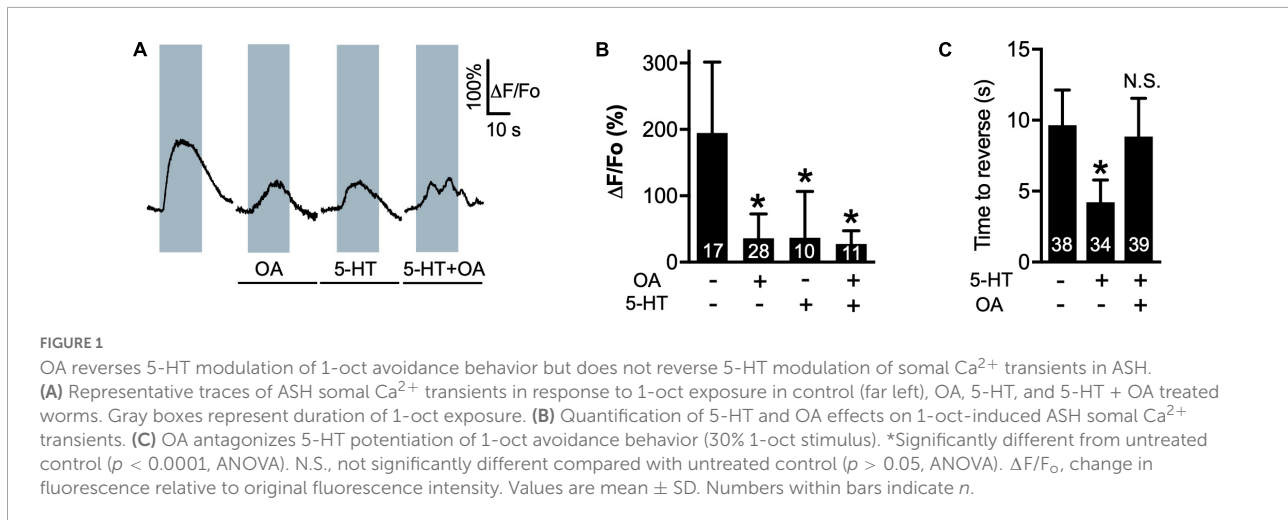 A
100%
ΔF/Fo
10 s
OA
5-HT
5-HT+OA
B
300
200
100
0
ΔF/Fo (%)
*
*
*
17
28
10
11
OA - + - +
5-HT - - + +
C
15
10
5
0
Time to reverse (s)
N.S.
*
38
34
39
5-HT - + +
OA - - +
FIGURE 1
OA reverses 5-HT modulation of 1-oct avoidance behavior but does not reverse 5-HT modulation of somal Ca²⁺ transients in ASH.
(A) Representative traces of ASH somal Ca²⁺ transients in response to 1-oct exposure in control (far left), OA, 5-HT, and 5-HT + OA treated
worms. Gray boxes represent duration of 1-oct exposure. (B) Quantification of 5-HT and OA effects on 1-oct-induced ASH somal Ca²⁺
transients. (C) OA antagonizes 5-HT potentiation of 1-oct avoidance behavior (30% 1-oct stimulus). *Significantly different from untreated
control (p < 0.0001, ANOVA). N.S., not significantly different compared with untreated control (p > 0.05, ANOVA). ΔF/Fₒ, change in
fluorescence relative to original fluorescence intensity. Values are mean ± SD. Numbers within bars indicate n.